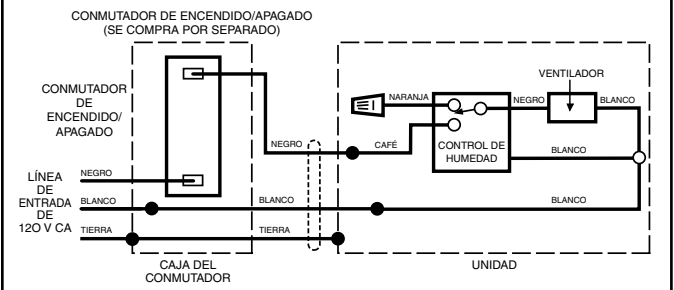 CONMUTADOR DE ENCENDIDO/APAGADO
(SE COMPRA POR SEPARADO)
CONMUTADOR
DE
ENCENDIDO/
APAGADO
NEGRO
LÍNEA
DE
ENTRADA
DE
12O V CA
BLANCO
TIERRA
NEGRO
BLANCO
TIERRA
CAJA DEL
CONMUTADOR
NARANJA
CAFÉ
CONTROL DE
HUMEDAD
NEGRO
VENTILADOR
BLANCO
BLANCO
BLANCO
UNIDAD